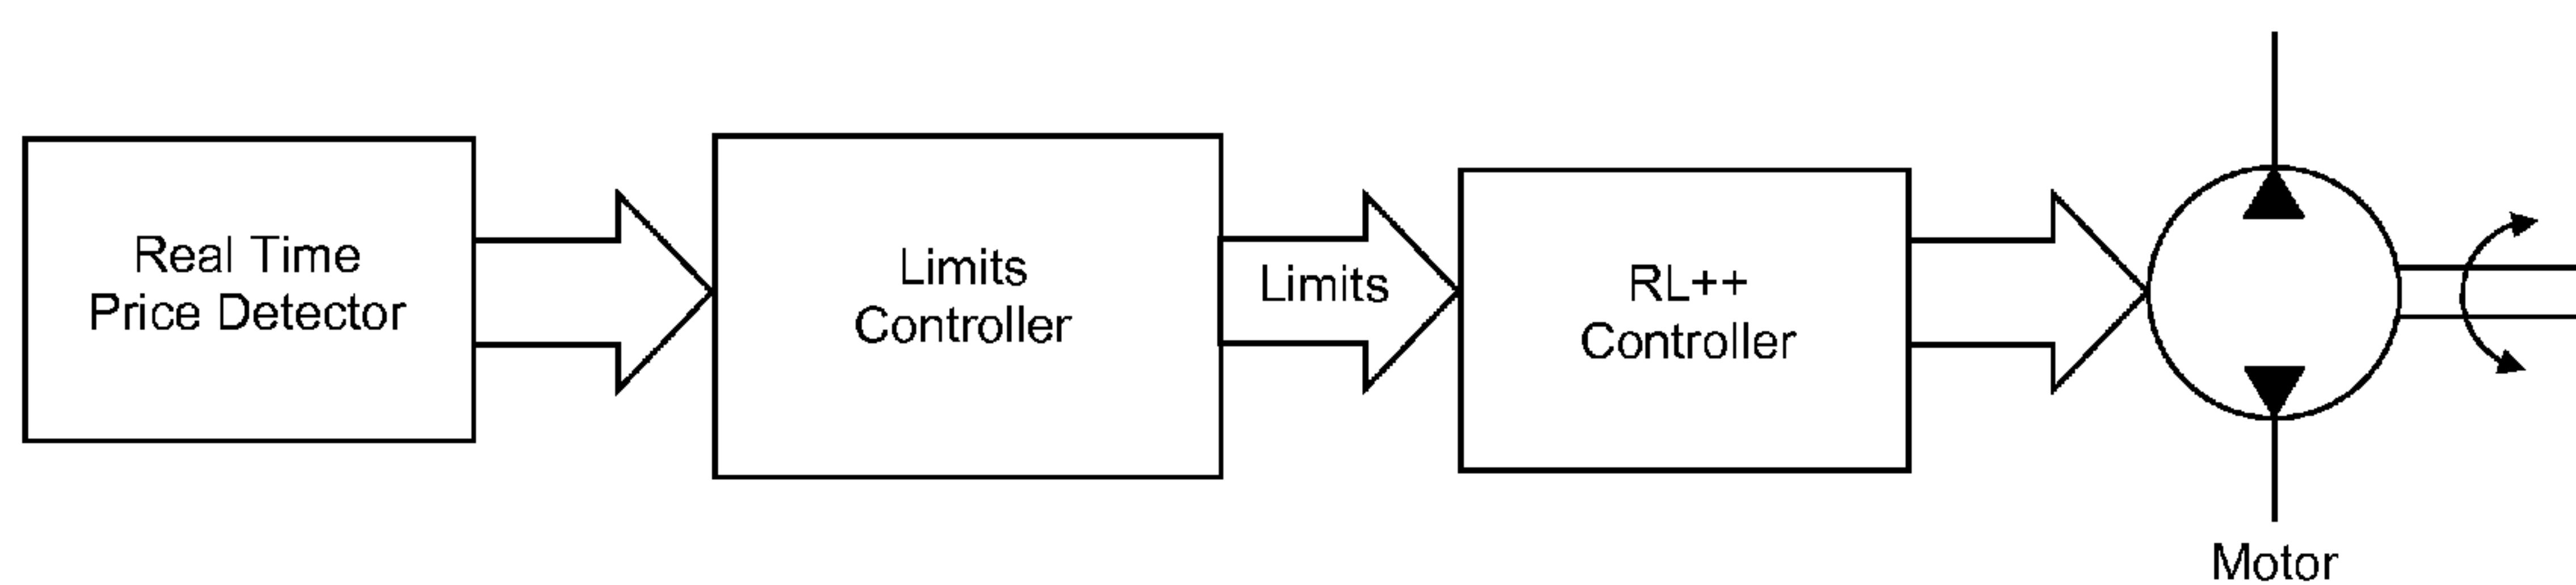 Real Time
Price Detector
Limits
Controller
Limits
RL++
Controller
Motor